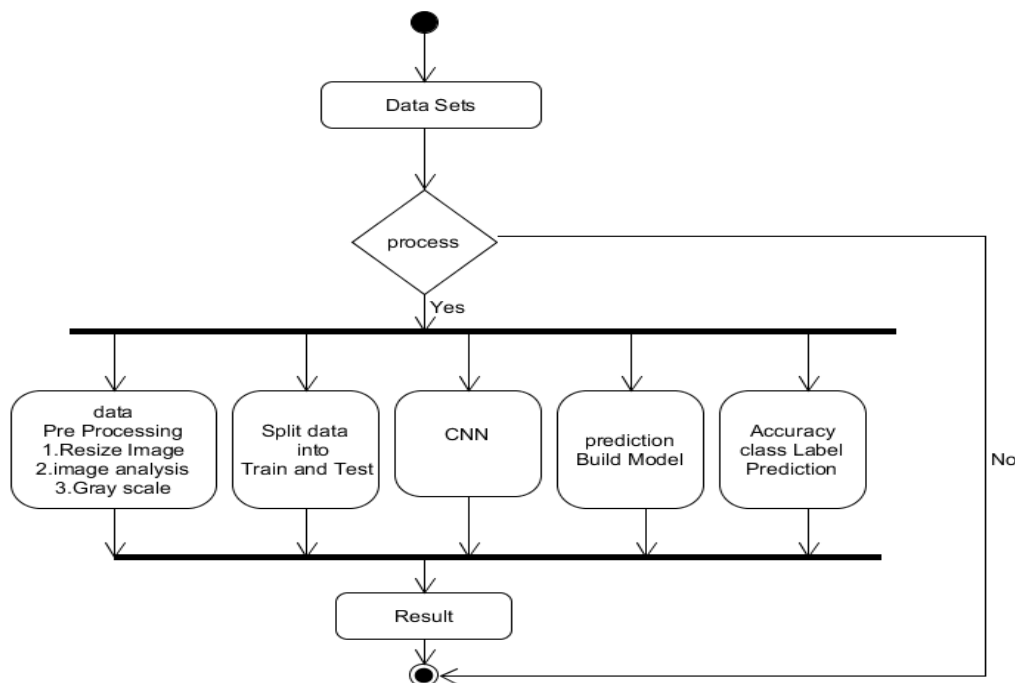 Data Sets
process
Yes
data
Pre Processing
1.Resize Image
2.image analysis
3.Gray scale
Split data
into
Train and Test
CNN
prediction
Build Model
Accuracy
class Label
Prediction
No
Result